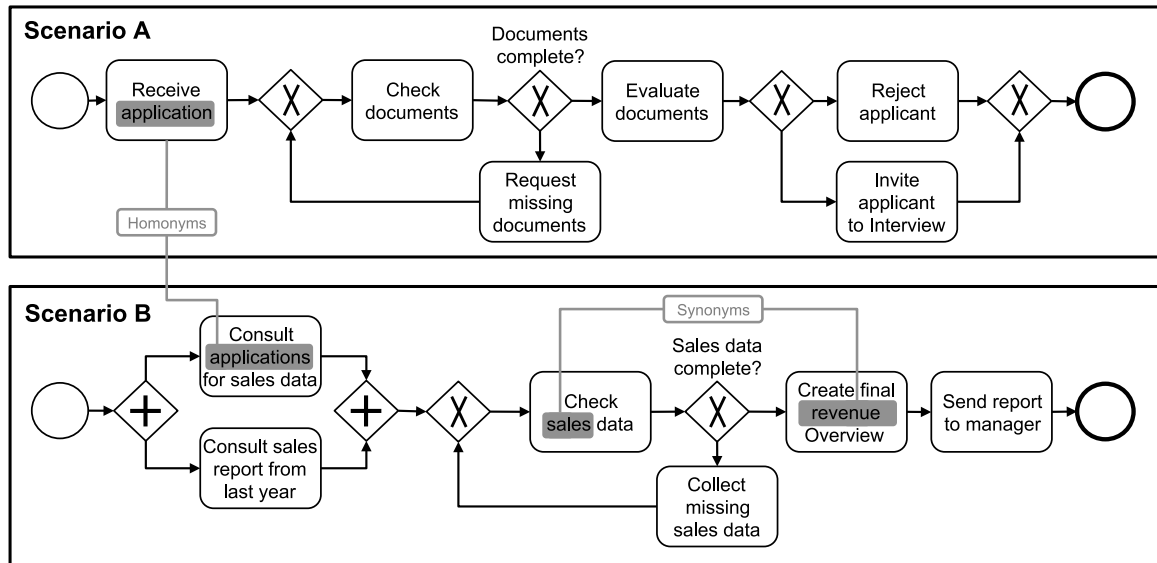 Scenario A
Receive
application
Check
documents
Documents
complete?
Request
missing
documents
Evaluate
documents
Reject
applicant
Invite
applicant
to Interview
Homonyms
Scenario B
Consult
applications
for sales data
Consult sales
report from
last year
Synonyms
Check
sales data
Sales data
complete?
Collect
missing
sales data
Create final
revenue
Overview
Send report
to manager